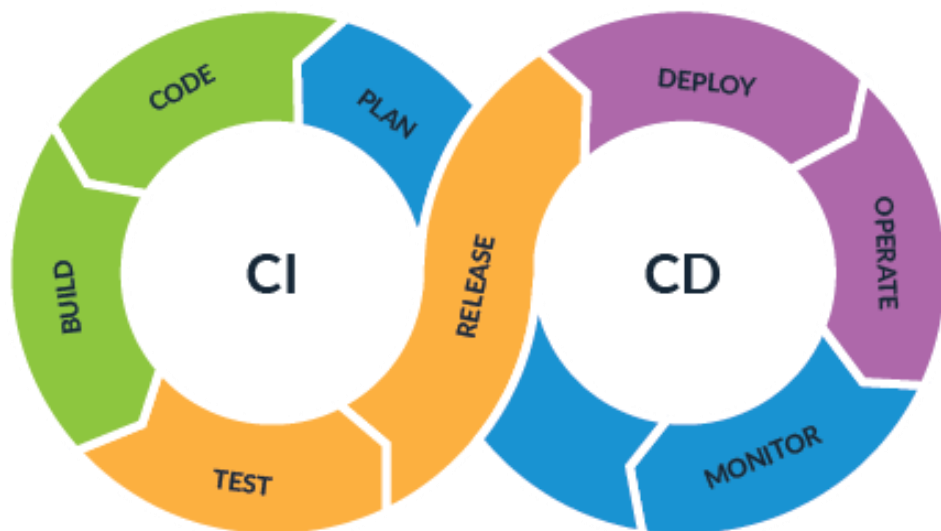 CODE
PLAN
DEPLOY
BUILD
CI
RELEASE
CD
OPERATE
TEST
MONITOR